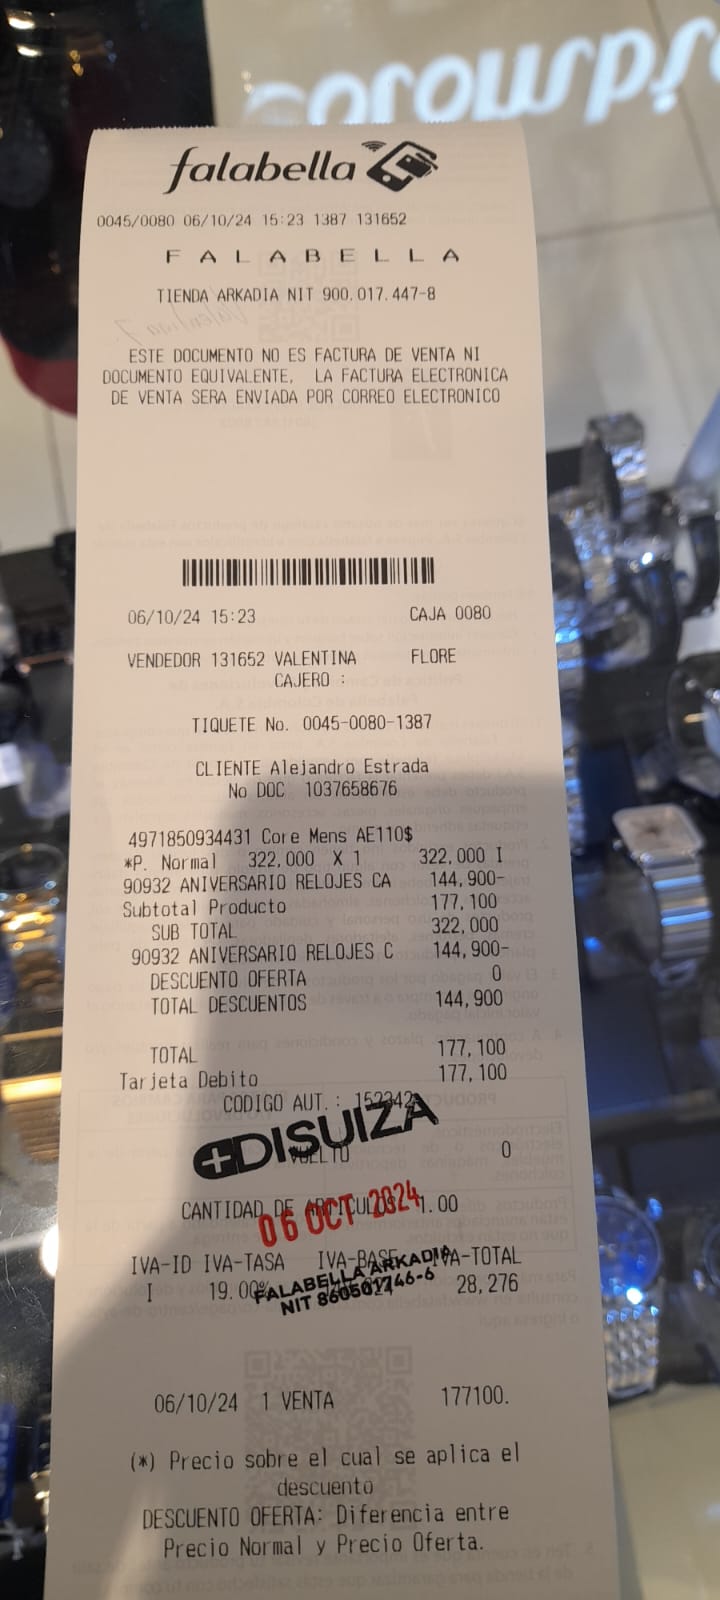 falabella
0045/0080 06/10/24 15:23 1387 131652
FALABELLA
TIENDA ARKADIA NIT 900.017.447-8
ESTE DOCUMENTO NO ES FACTURA DE VENTA NI
DOCUMENTO EQUIVALENTE, LA FACTURA ELECTRONICA
DE VENTA SERA ENVIADA POR CORREO ELECTRONICO
06/10/24 15:23 CAJA 0080
VENDEDOR 131652 VALENTINA FLORE
CAJERO :
TIQUETE No. 0045-0080-1387
CLIENTE Alejandro Estrada
No DOC 1037658676
4971850934431 Core Mens AE110$
*P. Normal 322,000 X 1 322,000 I
90932 ANIVERSARIO RELOJES CA 144,900-
Subtotal Producto 177,100
SUB TOTAL 322,000
90932 ANIVERSARIO RELOJES C 144,900-
DESCUENTO OFERTA 0
TOTAL DESCUENTOS 144,900
TOTAL 177,100
Tarjeta Debito 177,100
CODIGO AUT.: 152342
DISUIZA
VUELTO 0
CANTIDAD DE ARTICULOS 1.00
06 OCT 2024
IVA-ID IVA-TASA IVA-BASE IVA-TOTAL
I 19.00% 28,276
FALABELLA ARKADIA
NIT 860501746-6
06/10/24 1 VENTA 177100.
(*) Precio sobre el cual se aplica el
descuento
DESCUENTO OFERTA: Diferencia entre
Precio Normal y Precio Oferta.